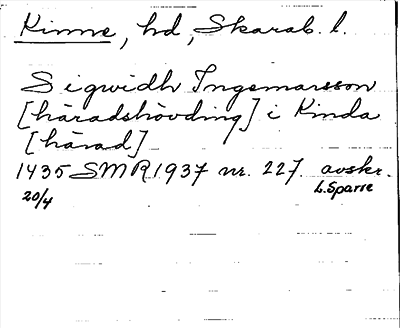 Kinne, hd, Skarab. l.
Sigwidh Ingemarsson
[häradshövding] i Kinda
[härad]
1435 SMR 1937 nr. 227. avskr.
20/4 L. Sparre